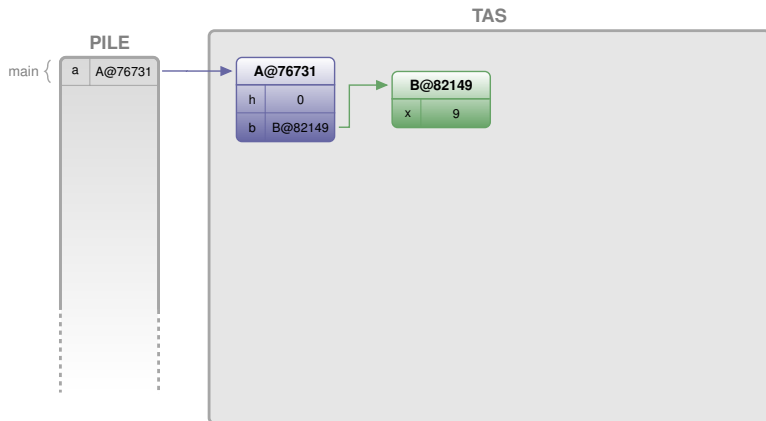 TAS
PILE
main { a A@76731
A@76731
h 0
b B@82149
B@82149
x 9